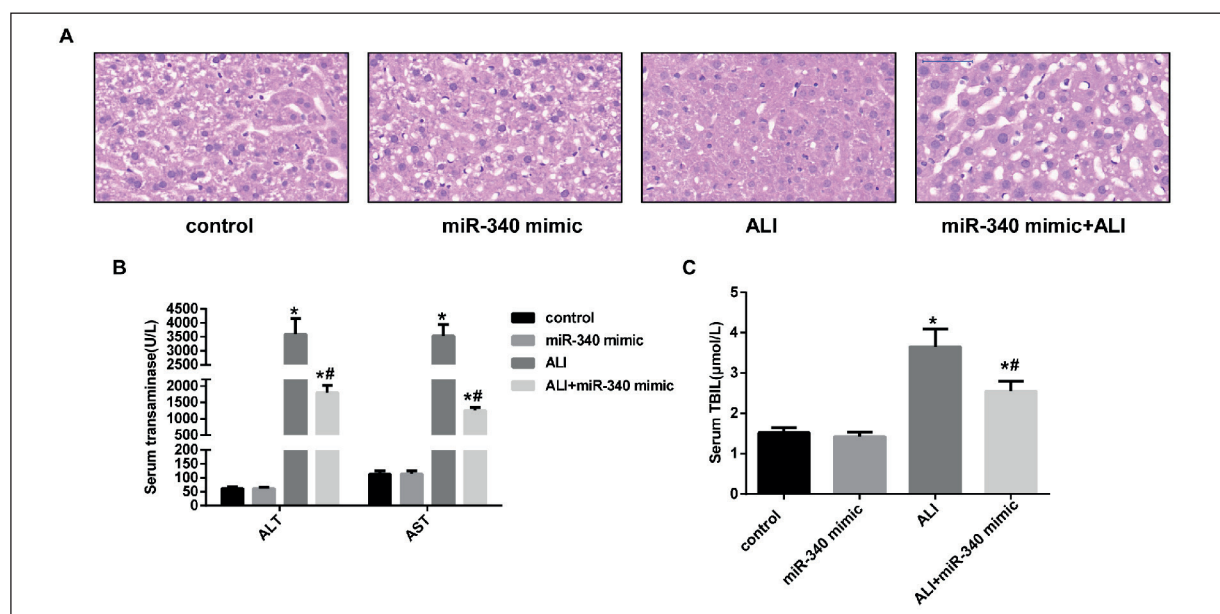 A
control
miR-340 mimic
ALI
miR-340 mimic+ALI
B
Serum transaminase(U/L)
4500
4000
3500
3000
2500
2000
1500
1000
500
200
150
100
50
0
*
*#
*
*#
ALT
AST
control
miR-340 mimic
ALI
ALI+miR-340 mimic
C
Serum TBIL(μmol/L)
5
4
3
2
1
0
*
*#
control
miR-340 mimic
ALI
ALI+miR-340 mimic